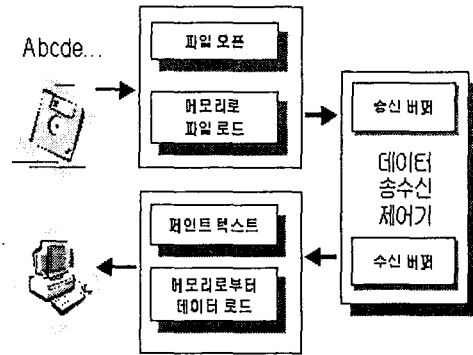 Abcde...
파일 오픈
메모리로
파일 로드
송신 버퍼
데이터
송수신
제어기
수신 버퍼
페인트 텍스트
메모리로부터
데이터 로드